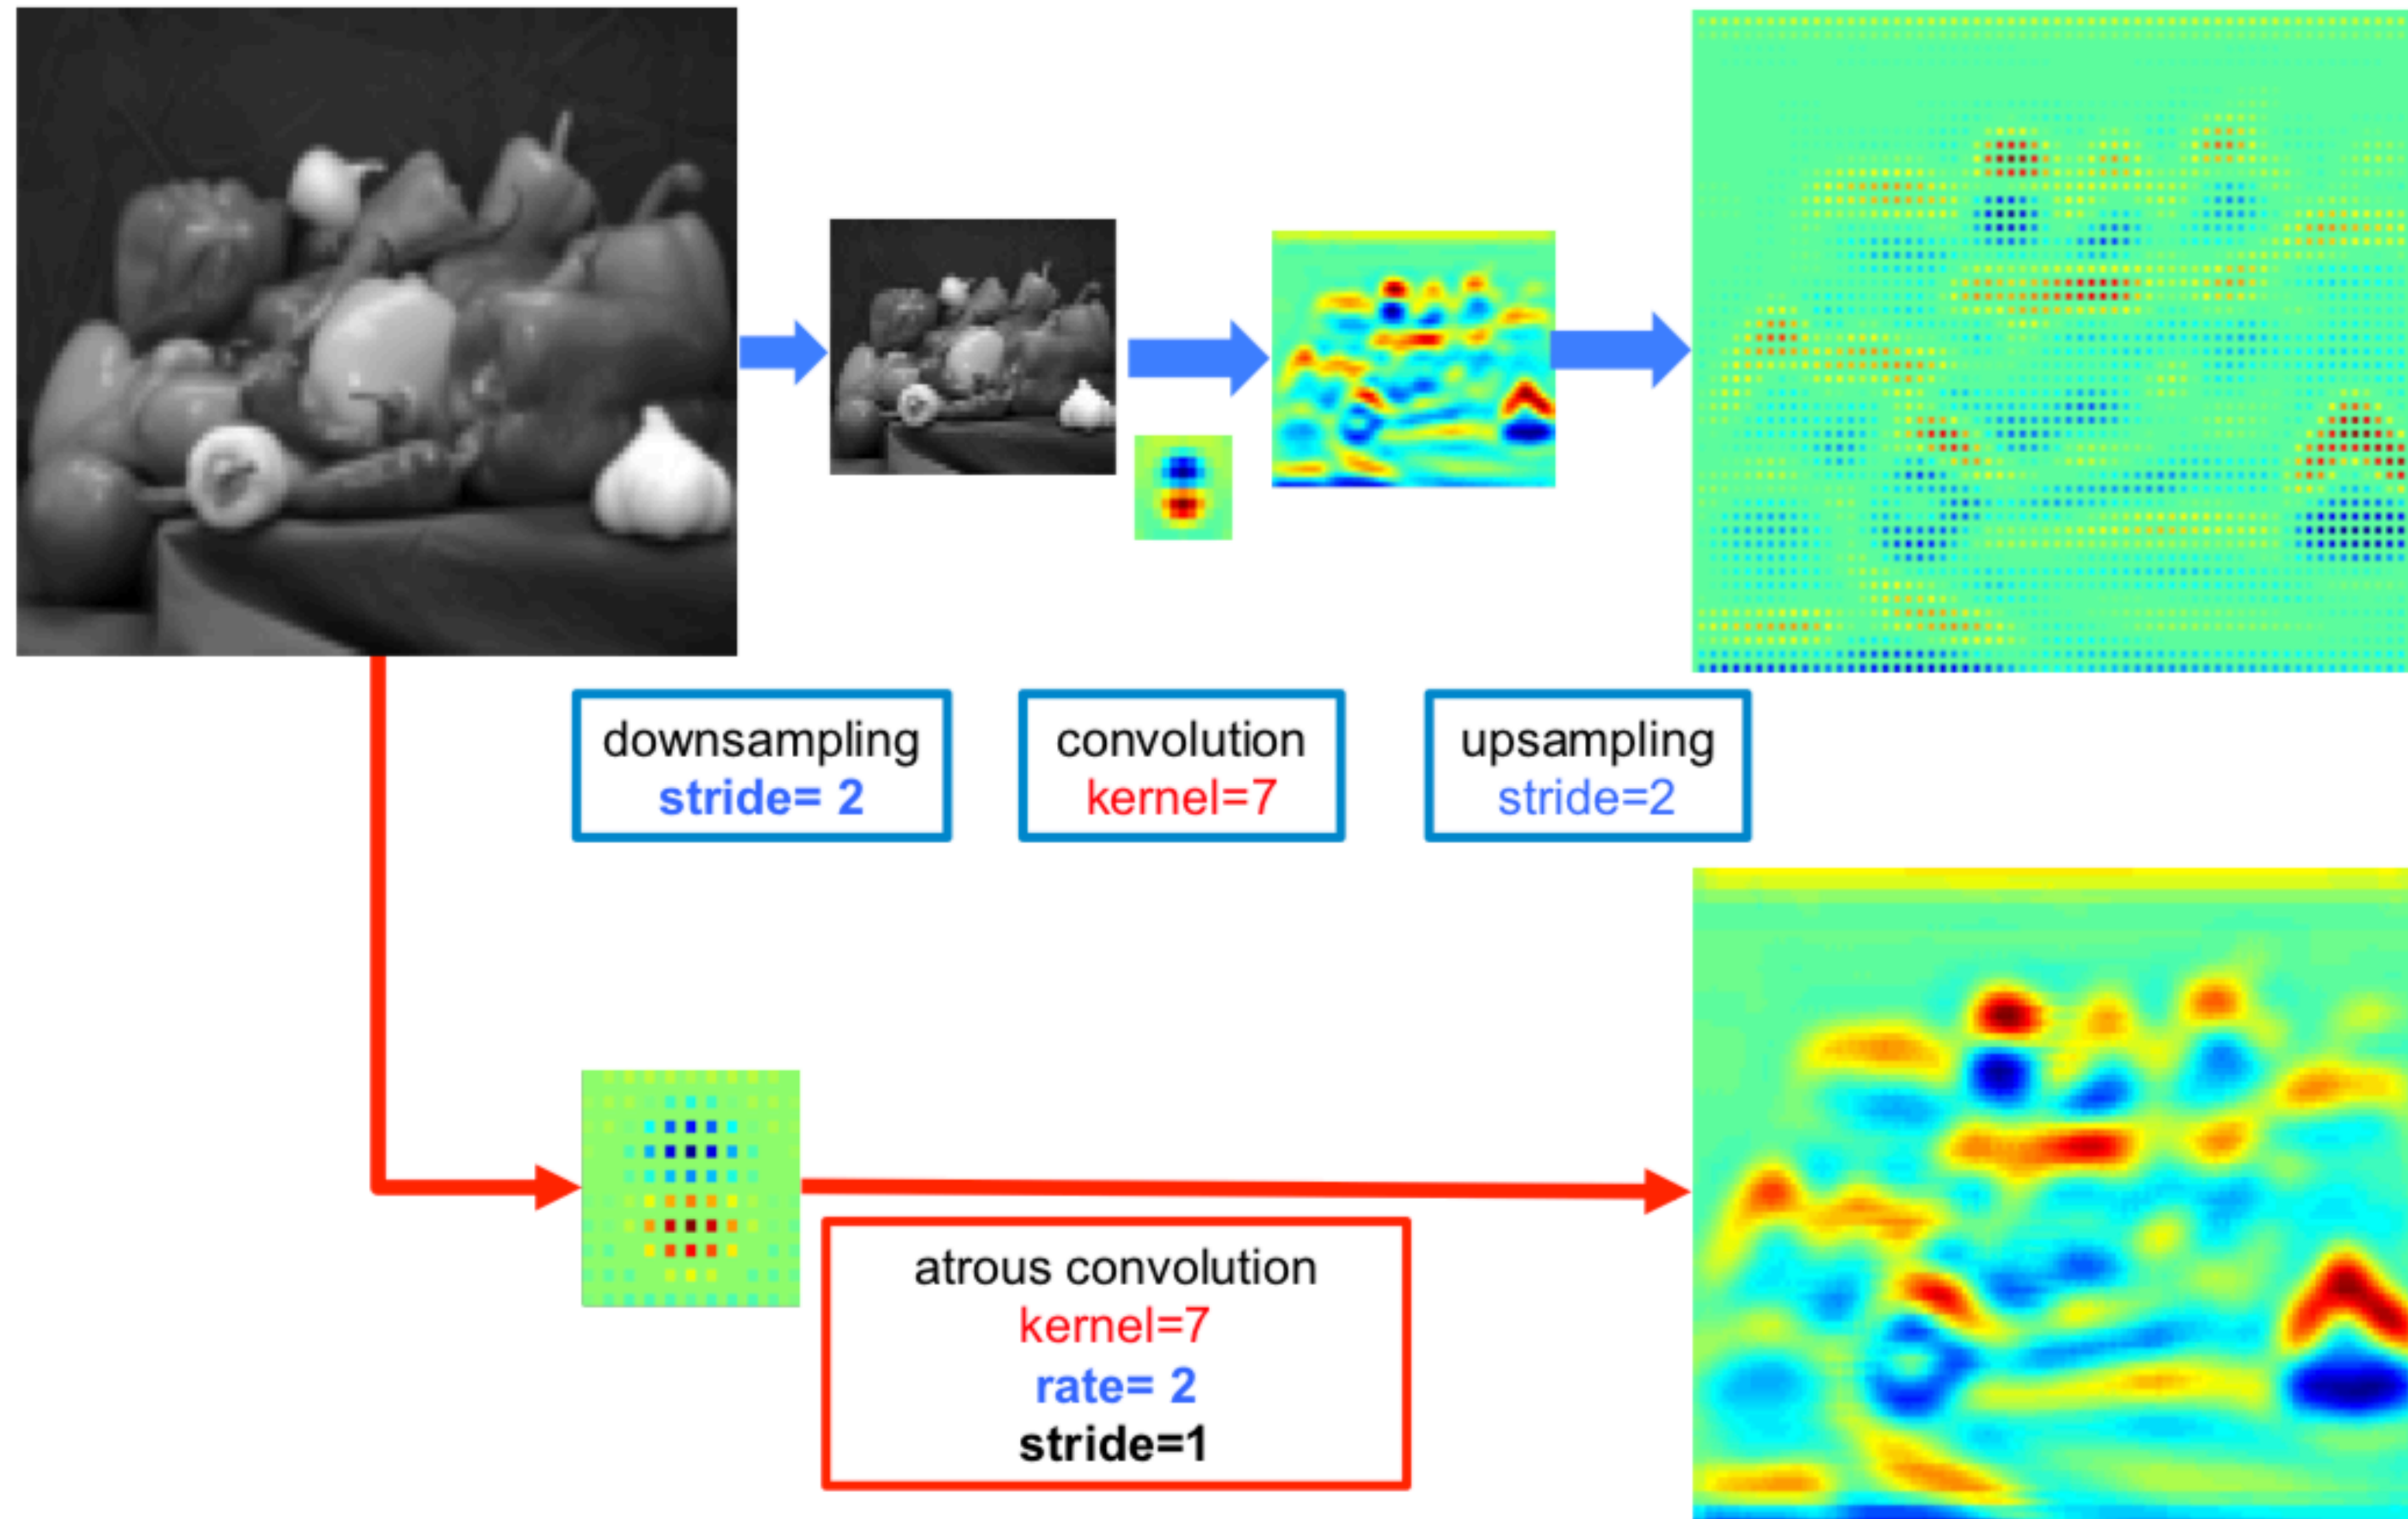 downsampling
stride= 2
convolution
kernel=7
upsampling
stride=2
atrous convolution
kernel=7
rate= 2
stride=1